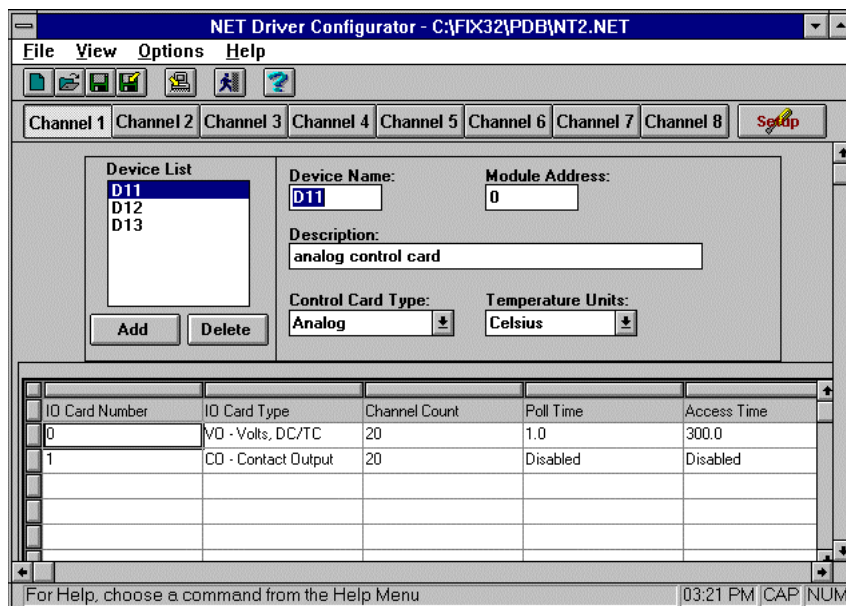 NET Driver Configurator - C:\FIX32\PDB\NT2.NET
File View Options Help
Channel 1 Channel 2 Channel 3 Channel 4 Channel 5 Channel 6 Channel 7 Channel 8 Setup
Device List
D11
D12
D13
Add Delete
Device Name: Module Address:
D11 0
Description:
analog control card
Control Card Type: Temperature Units:
Analog Celsius
IO Card Number IO Card Type Channel Count Poll Time Access Time
0 VO - Volts, DC/TC 20 1.0 300.0
1 CO - Contact Output 20 Disabled Disabled
For Help, choose a command from the Help Menu 03:21 PM CAP NUM